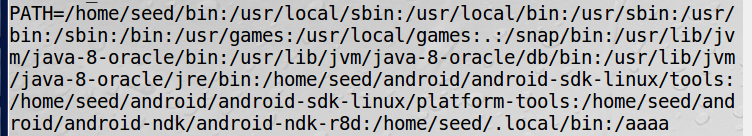 PATH=/home/seed/bin:/usr/local/sbin:/usr/local/bin:/usr/sbin:/usr/
bin:/sbin:/bin:/usr/games:/usr/local/games:.:/snap/bin:/usr/lib/jv
m/java-8-oracle/bin:/usr/lib/jvm/java-8-oracle/db/bin:/usr/lib/jvm
/java-8-oracle/jre/bin:/home/seed/android/android-sdk-linux/tools:
/home/seed/android/android-sdk-linux/platform-tools:/home/seed/and
roid/android-ndk/android-ndk-r8d:/home/seed/.local/bin:/aaaa